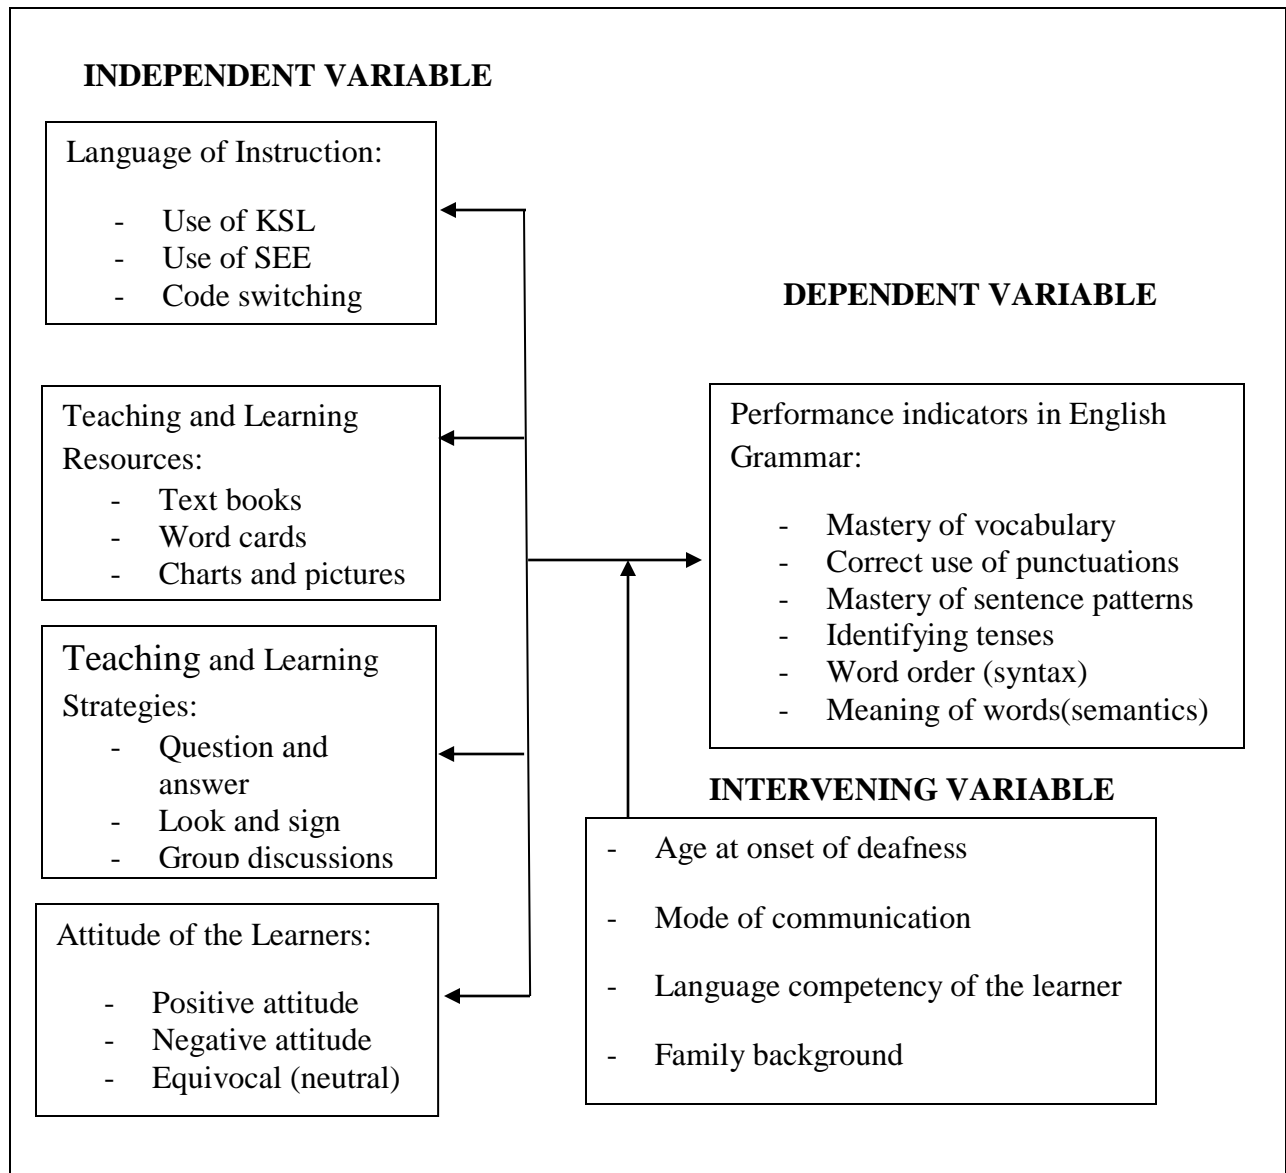 INDEPENDENT VARIABLE
Language of Instruction:
- Use of KSL
- Use of SEE
- Code switching
Teaching and Learning
Resources:
- Text books
- Word cards
- Charts and pictures
Teaching and Learning
Strategies:
- Question and
answer
- Look and sign
- Group discussions
Attitude of the Learners:
- Positive attitude
- Negative attitude
- Equivocal (neutral)
DEPENDENT VARIABLE
Performance indicators in English
Grammar:
- Mastery of vocabulary
- Correct use of punctuations
- Mastery of sentence patterns
- Identifying tenses
- Word order (syntax)
- Meaning of words(semantics)
INTERVENING VARIABLE
- Age at onset of deafness
- Mode of communication
- Language competency of the learner
- Family background